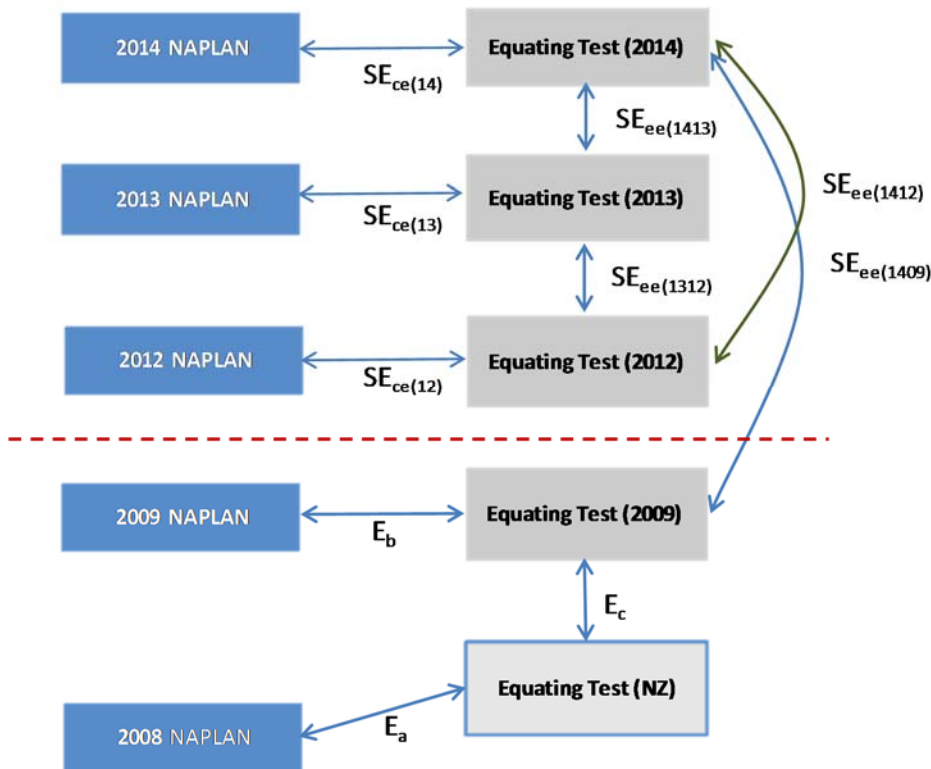 2014 NAPLAN
Equating Test (2014)
SEce(14)
SEee(1413)
2013 NAPLAN
Equating Test (2013)
SEce(13)
SEee(1412)
SEee(1409)
SEee(1312)
2012 NAPLAN
Equating Test (2012)
SEce(12)
2009 NAPLAN
Equating Test (2009)
Eb
Ec
Equating Test (NZ)
Ea
2008 NAPLAN